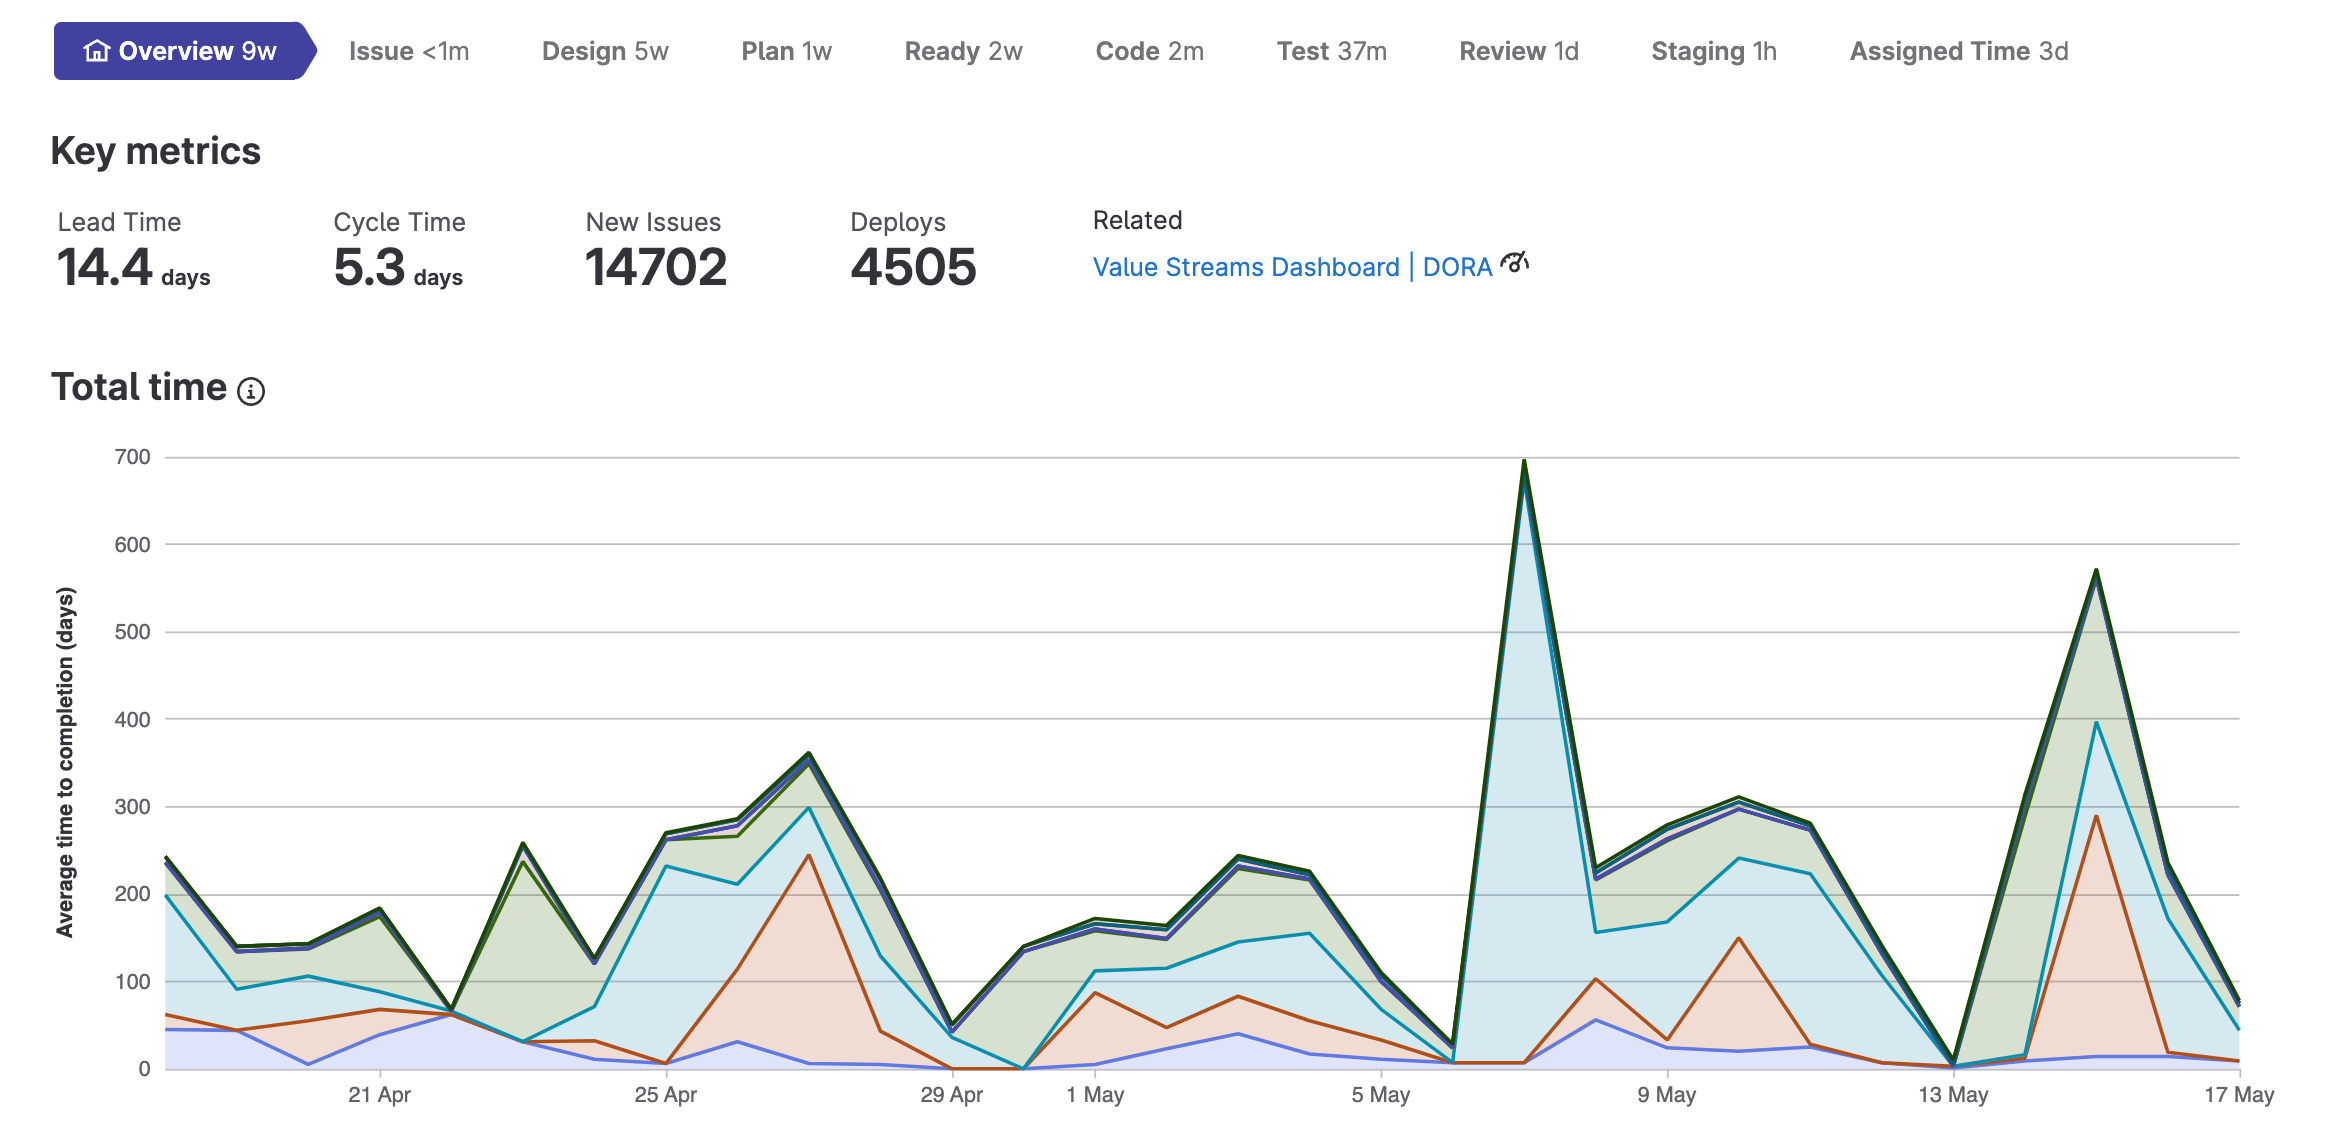 Overview 9w Issue <1m Design 5w Plan 1w Ready 2w Code 2m Test 37m Review 1d Staging 1h Assigned Time 3d
Key metrics
Lead Time Cycle Time New Issues Deploys Related
14.4 days 5.3 days 14702 4505 Value Streams Dashboard | DORA
Total time
Average time to completion (days)
700
600
500
400
300
200
100
0
21 Apr 25 Apr 29 Apr 1 May 5 May 9 May 13 May 17 May